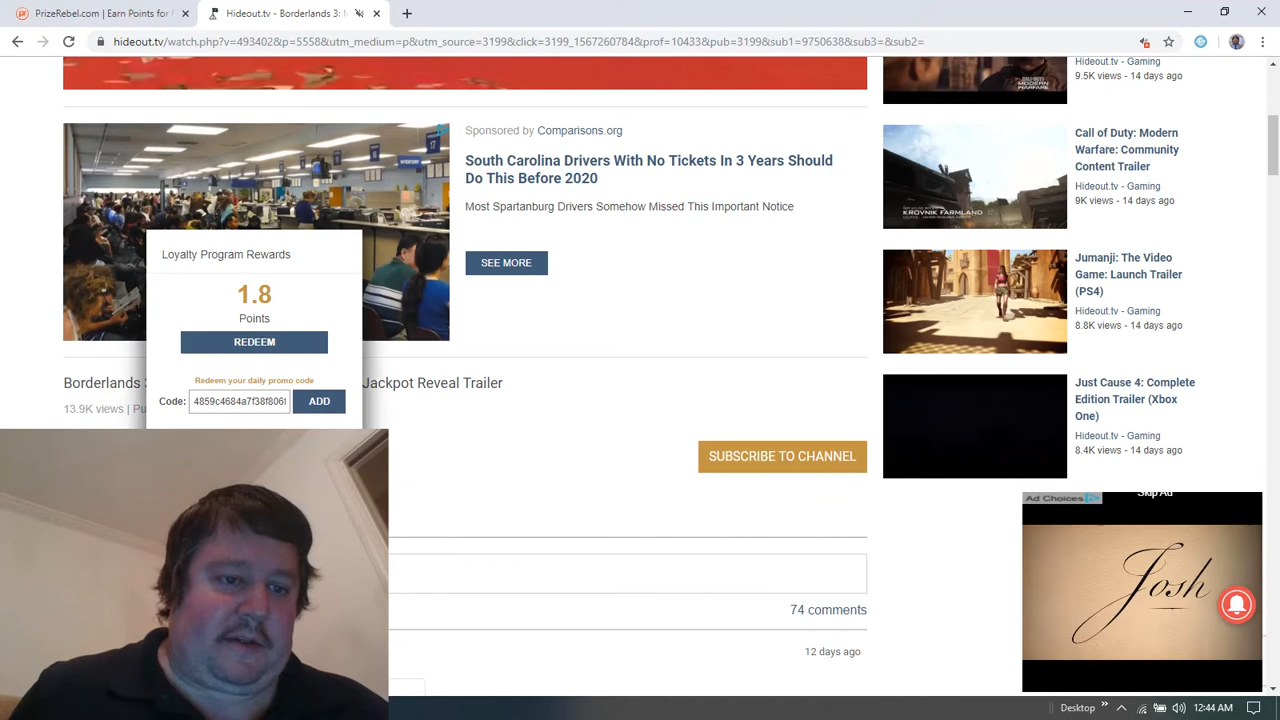 PrizeRebel.com | Earn Points for
Hideout.tv - Borderlands 3:
hideout.tv/watch.php?v=493402&p=5558&utm_medium=p&utm_source=3199&click=3199_1567260784&prof=10433&pub=3199&sub1=9750638&sub3=&sub2=
Sponsored by Comparisons.org
South Carolina Drivers With No Tickets In 3 Years Should
Do This Before 2020
Most Spartanburg Drivers Somehow Missed This Important Notice
SEE MORE
Loyalty Program Rewards
1.8
Points
REDEEM
Redeem your daily promo code
Code: 4859c4684a7f38f806f
ADD
Borderlands
Jackpot Reveal Trailer
13.9K views | Pu
SUBSCRIBE TO CHANNEL
74 comments
12 days ago
MODERN
WARFARE
Hideout.tv - Gaming
9.5K views - 14 days ago
KROVNIK FARMLAND
Call of Duty: Modern
Warfare: Community
Content Trailer
Hideout.tv - Gaming
9K views - 14 days ago
Jumanji: The Video
Game: Launch Trailer
(PS4)
Hideout.tv - Gaming
8.8K views - 14 days ago
Just Cause 4: Complete
Edition Trailer (Xbox
One)
Hideout.tv - Gaming
8.4K views - 14 days ago
Ad Choices
Skip Ad
Josh
Desktop
12:44 AM